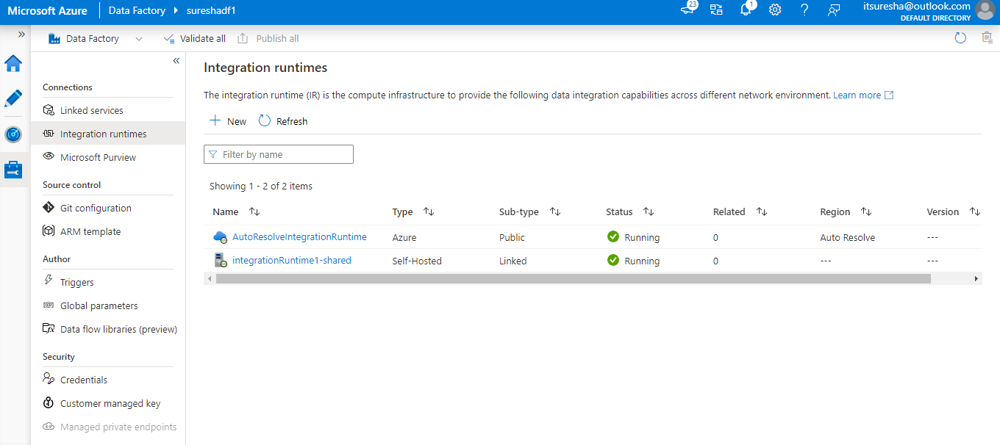 Microsoft Azure Data Factory sureshadf1 23 1 itsuresha@outlook.com
DEFAULT DIRECTORY
» Data Factory Validate all Publish all
«
Connections
Linked services
Integration runtimes
Microsoft Purview
Source control
Git configuration
ARM template
Author
Triggers
Global parameters
Data flow libraries (preview)
Security
Credentials
Customer managed key
Managed private endpoints
Integration runtimes
The integration runtime (IR) is the compute infrastructure to provide the following data integration capabilities across different network environment. Learn more
New Refresh
Filter by name
Showing 1 - 2 of 2 items
Name Type Sub-type Status Related Region Version
AutoResolveIntegrationRuntime Azure Public Running 0 Auto Resolve ---
integrationRuntime1-shared Self-Hosted Linked Running 0 --- ---